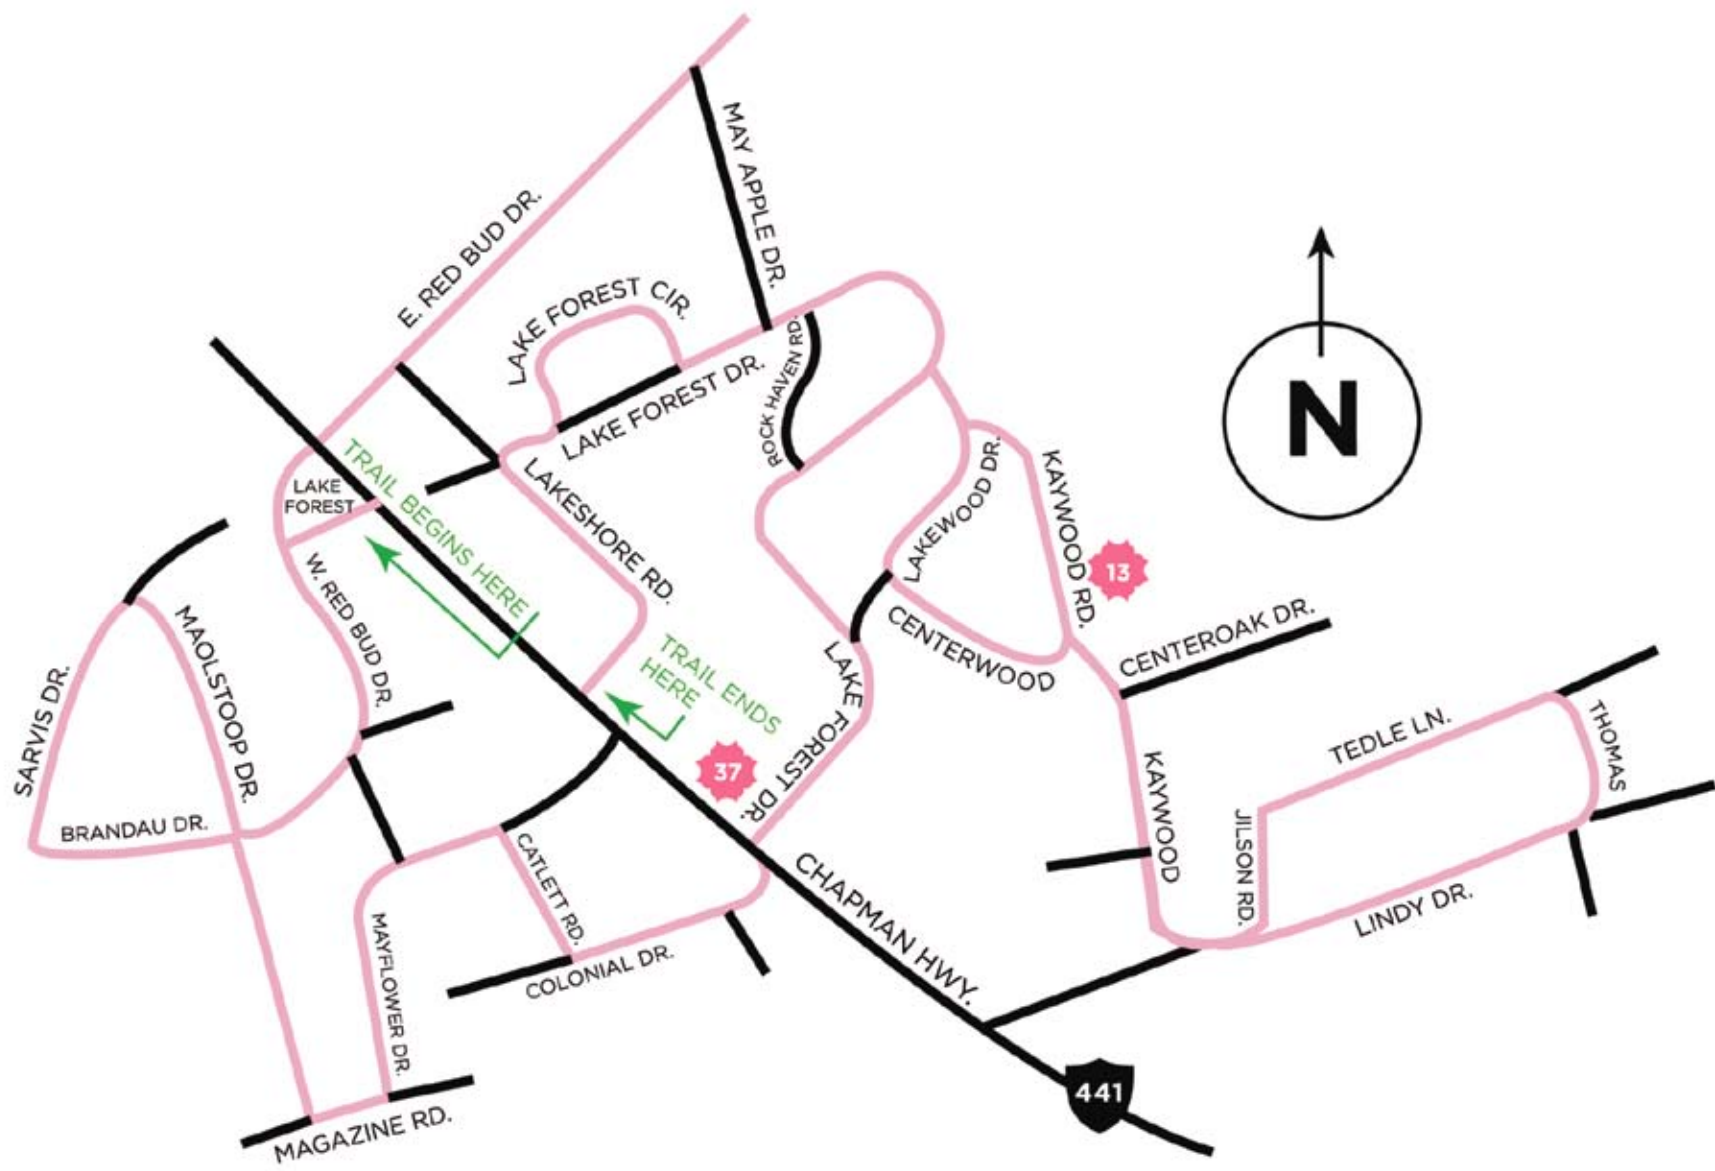 MAY APPLE DR.
E. RED BUD DR.
LAKE FOREST CIR.
LAKE FOREST DR.
ROCK HAVEN RD.
N
TRAIL BEGINS HERE
LAKE
FOREST
LAKESHORE RD.
LAKEWOOD DR.
KAYWOOD RD.
13
W. RED BUD DR.
MAOLSTOOP DR.
SARVIS DR.
BRANDAU DR.
TRAIL ENDS
HERE
37
LAKE FOREST DR.
CENTERWOOD
CENTEROAK DR.
KAYWOOD
TEDLE LN.
THOMAS
JILSON RD.
LINDY DR.
CATLETT RD.
COLONIAL DR.
CHAPMAN HWY.
MAYFLOWER DR.
MAGAZINE RD.
441